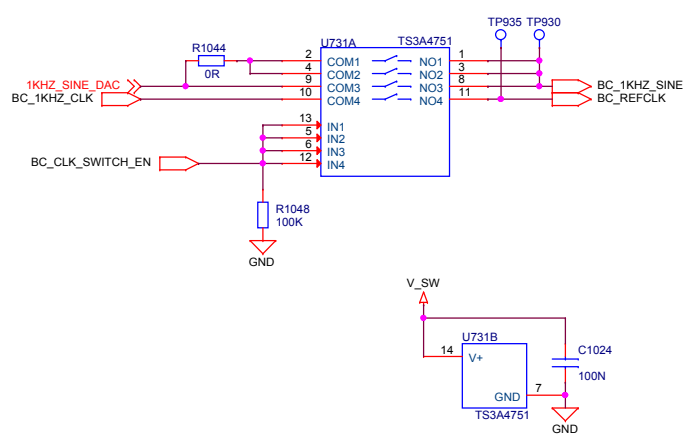 TP935 TP930
U731A TS3A4751
R1044
0R
2 COM1 NO1 1
4 COM2 NO2 3
1KHZ_SINE_DAC 9 COM3 NO3 8 BC_1KHZ_SINE
BC_1KHZ_CLK 10 COM4 NO4 11 BC_REFCLK
13 IN1
5 IN2
6 IN3
BC_CLK_SWITCH_EN 12 IN4
R1048
100K
GND
V_SW
U731B
14 V+
C1024
100N
GND 7
TS3A4751
GND